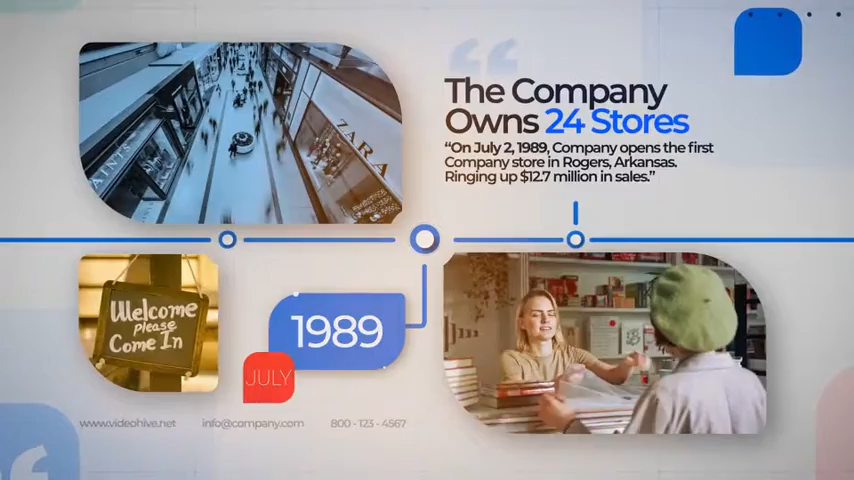 The Company
Owns 24 Stores
“On July 2, 1989, Company opens the first
Company store in Rogers, Arkansas.
Ringing up $12.7 million in sales.”
ZARA
Welcome
please
Come In
1989
JULY
www.videohive.net
info@company.com
800 - 123 - 4567